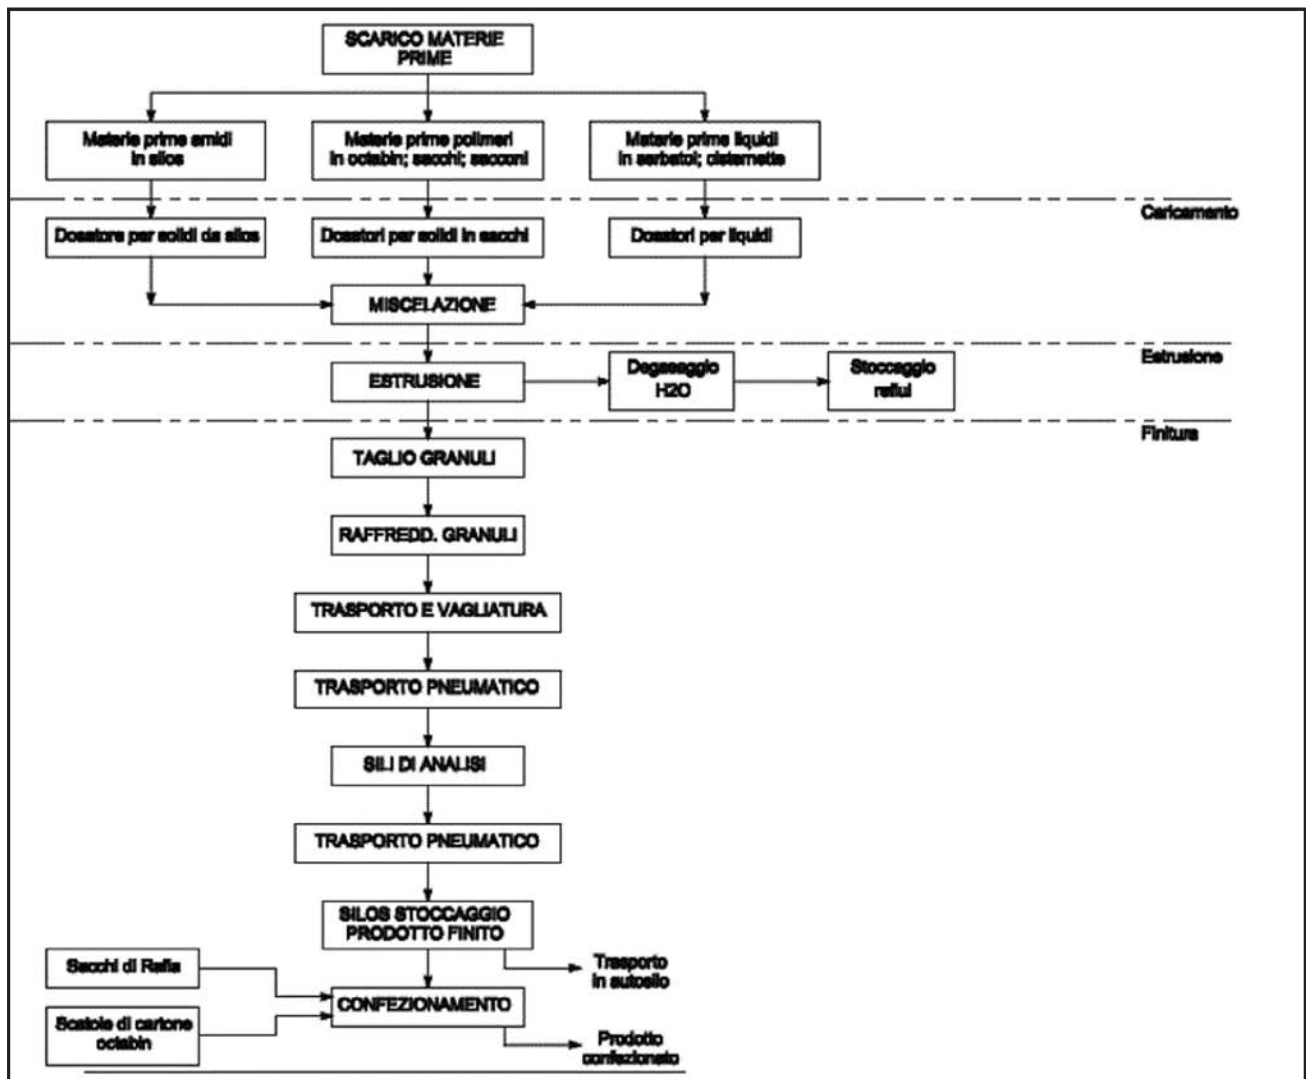 SCARICO MATERIE
PRIME
Materie prime amidi
in silos
Materie prime polimeri
in octabin; sacchi; sacconi
Materie prime liquidi
in serbatoi; cisternette
Caricamento
Dosatore per solidi da silos
Dosatori per solidi in sacchi
Dosatori per liquidi
MISCELAZIONE
Estrusione
ESTRUSIONE
Degasaggio
H2O
Stoccaggio
reflui
Finitura
TAGLIO GRANULI
RAFFREDD. GRANULI
TRASPORTO E VAGLIATURA
TRASPORTO PNEUMATICO
SILI DI ANALISI
TRASPORTO PNEUMATICO
SILOS STOCCAGGIO
PRODOTTO FINITO
Sacchi di Rafia
Trasporto
in autosilo
CONFEZIONAMENTO
Scatole di cartone
octabin
Prodotto
confezionato